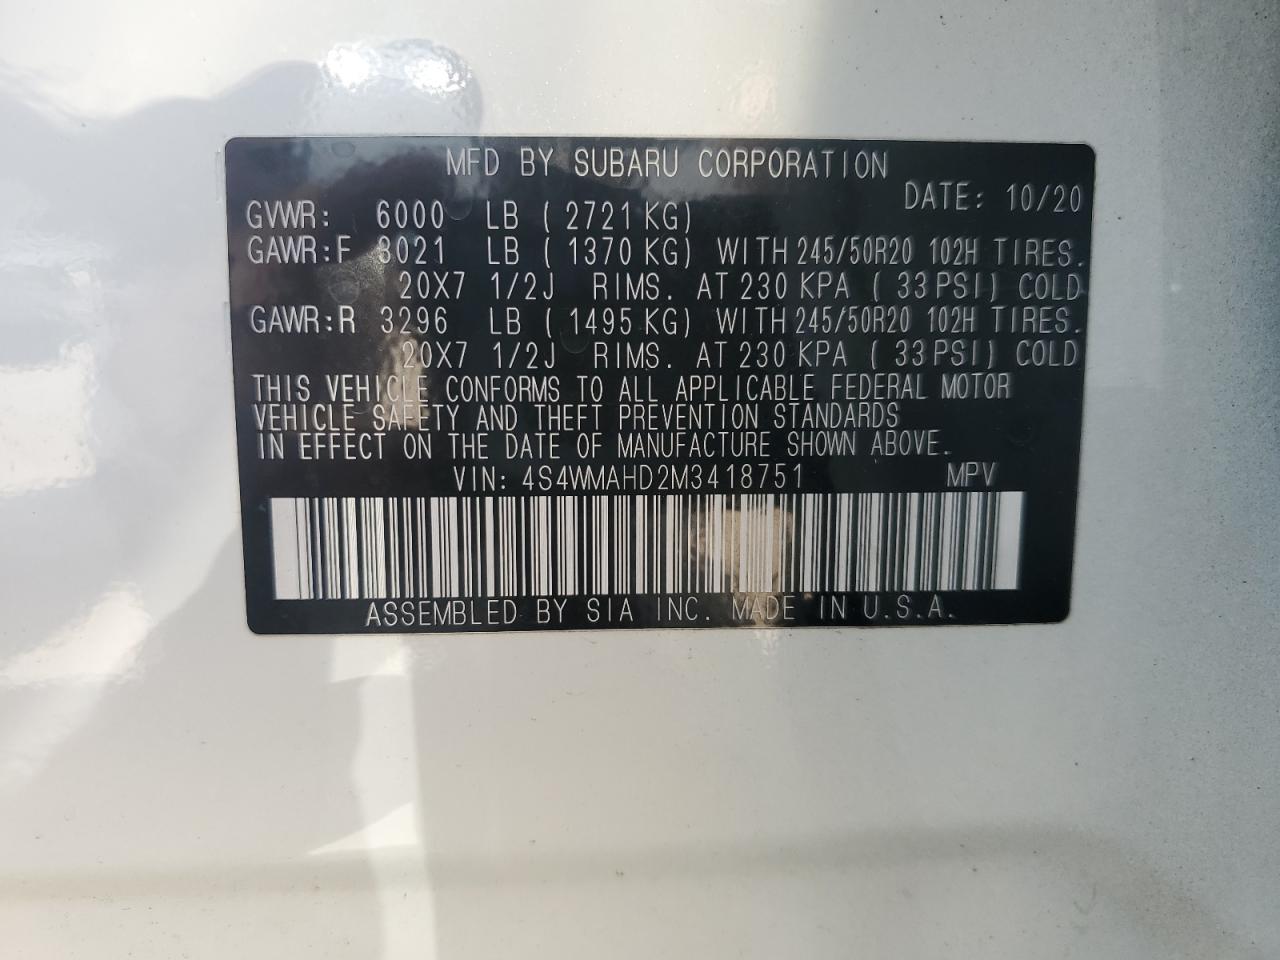 MFD BY SUBARU CORPORATION
DATE: 10/20
GVWR: 6000 LB ( 2721 KG)
GAWR:F 3021 LB ( 1370 KG) WITH 245/50R20 102H TIRES.
20X7 1/2J RIMS. AT 230 KPA ( 33 PSI) COLD
GAWR:R 3296 LB ( 1495 KG) WITH 245/50R20 102H TIRES.
20X7 1/2J RIMS. AT 230 KPA ( 33 PSI) COLD
THIS VEHICLE CONFORMS TO ALL APPLICABLE FEDERAL MOTOR
VEHICLE SAFETY AND THEFT PREVENTION STANDARDS
IN EFFECT ON THE DATE OF MANUFACTURE SHOWN ABOVE.
VIN: 4S4WMAHD2M3418751 MPV
ASSEMBLED BY SIA INC. MADE IN U.S.A.